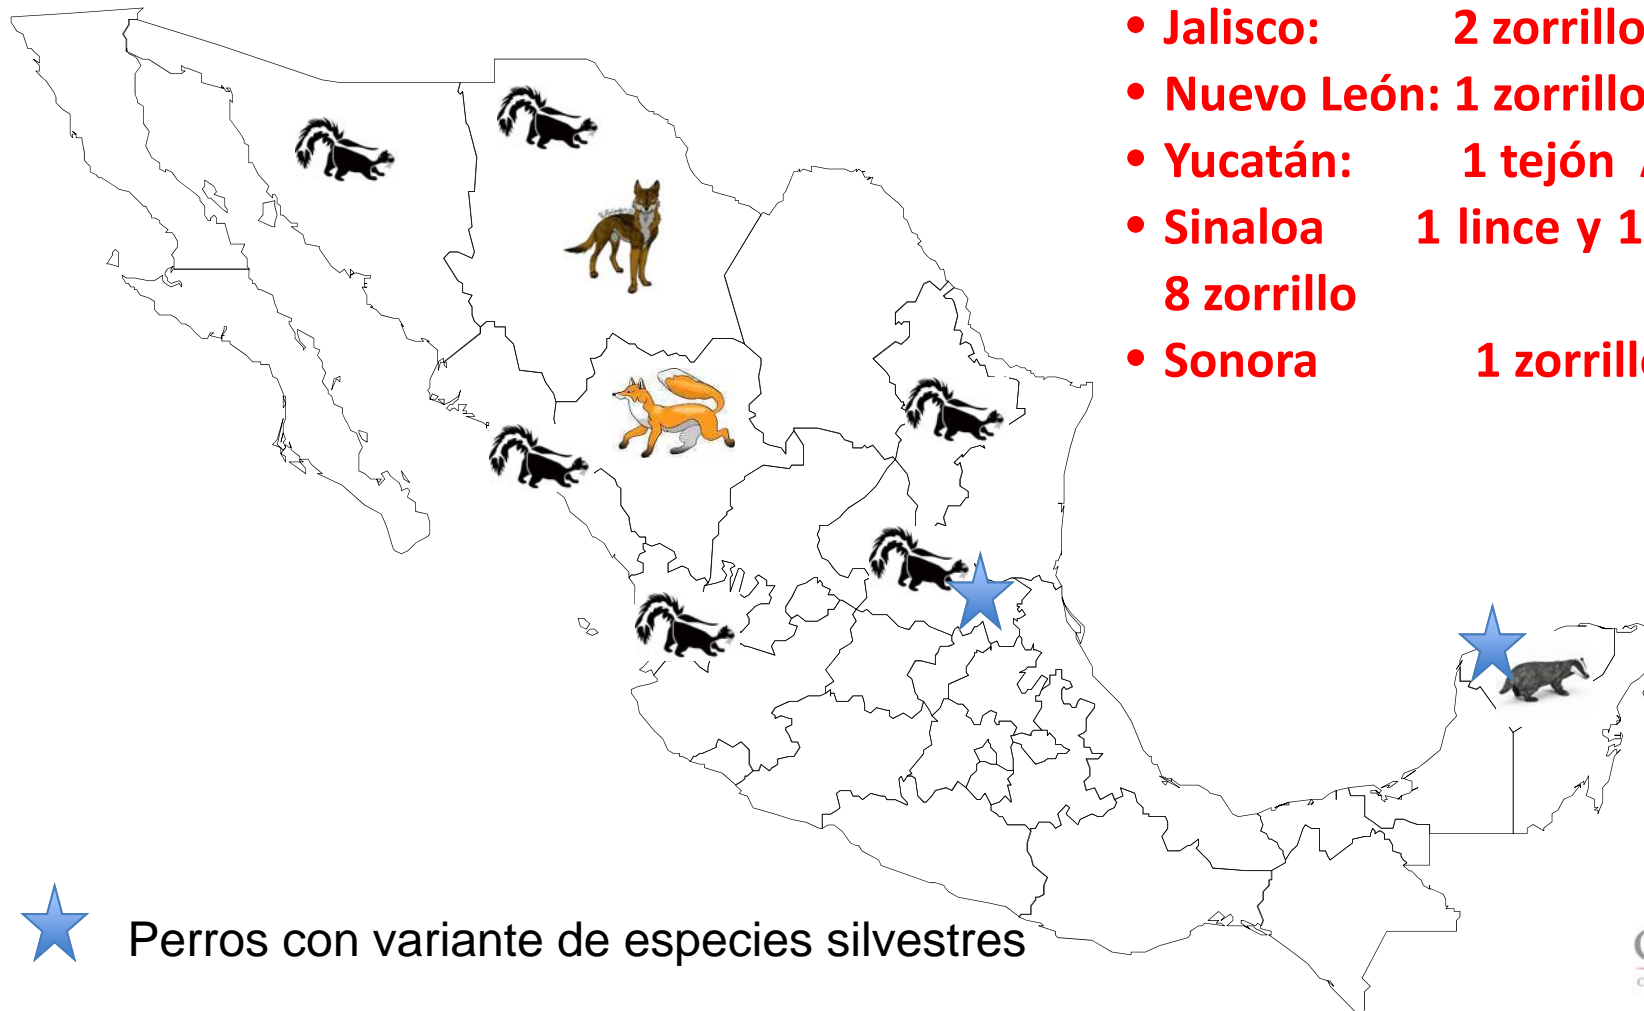 • Jalisco: 2 zorrillo
• Nuevo León: 1 zorrillo
• Yucatán: 1 tejón
• Sinaloa 1 lince y 1
8 zorrillo
• Sonora 1 zorrillo
Perros con variante de especies silvestres